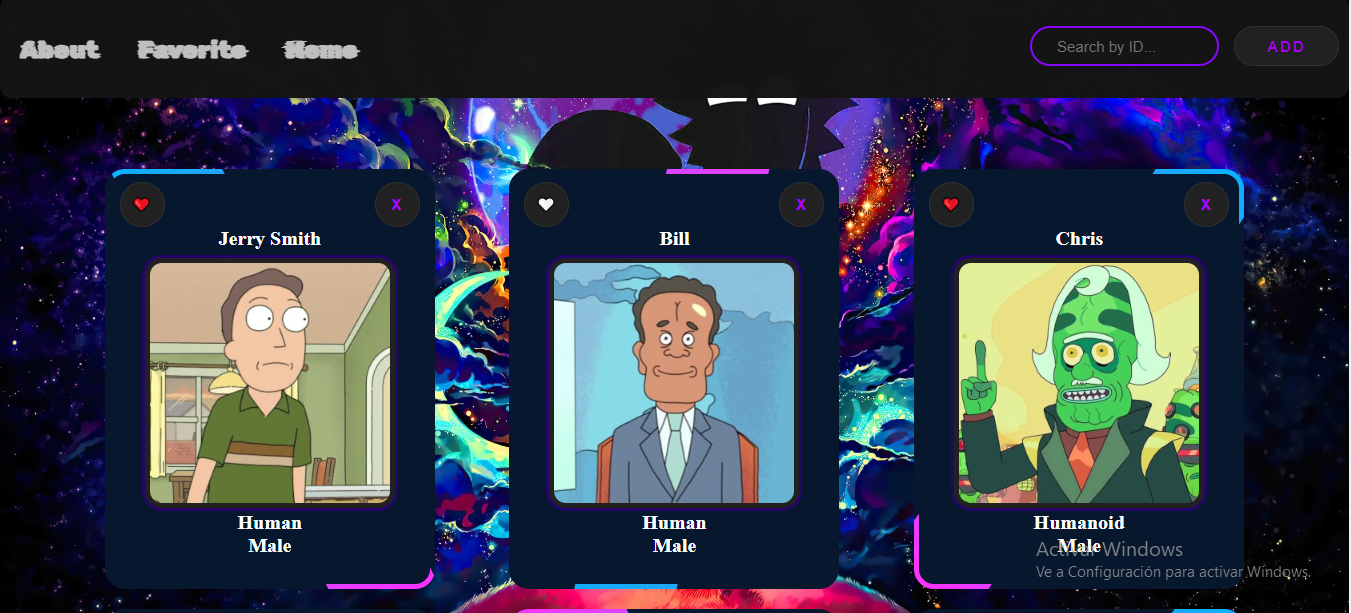 About Favorite Home Search by ID... ADD
X X X
Jerry Smith Bill Chris
Human Human Humanoid
Male Male Male
Activar Windows
Ve a Configuración para activar Windows.